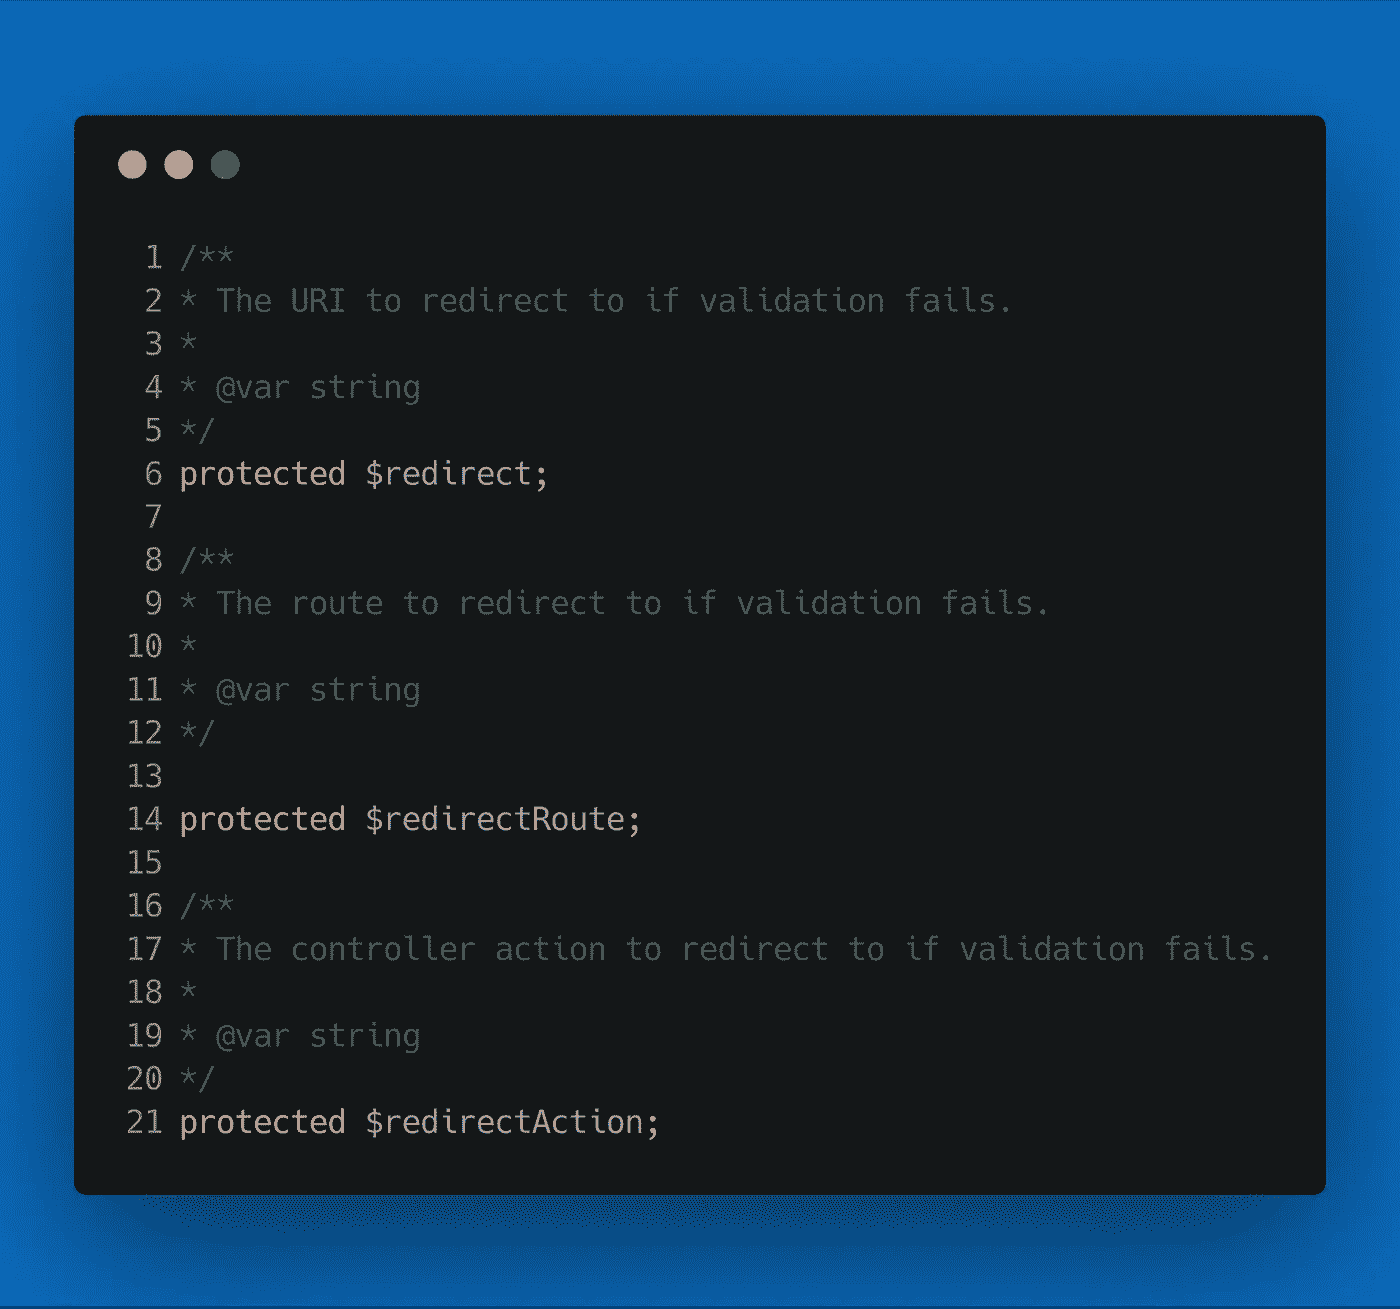 1 /**
2 * The URI to redirect to if validation fails.
3 *
4 * @var string
5 */
6 protected $redirect;
7
8 /**
9 * The route to redirect to if validation fails.
10 *
11 * @var string
12 */
13
14 protected $redirectRoute;
15
16 /**
17 * The controller action to redirect to if validation fails.
18 *
19 * @var string
20 */
21 protected $redirectAction;